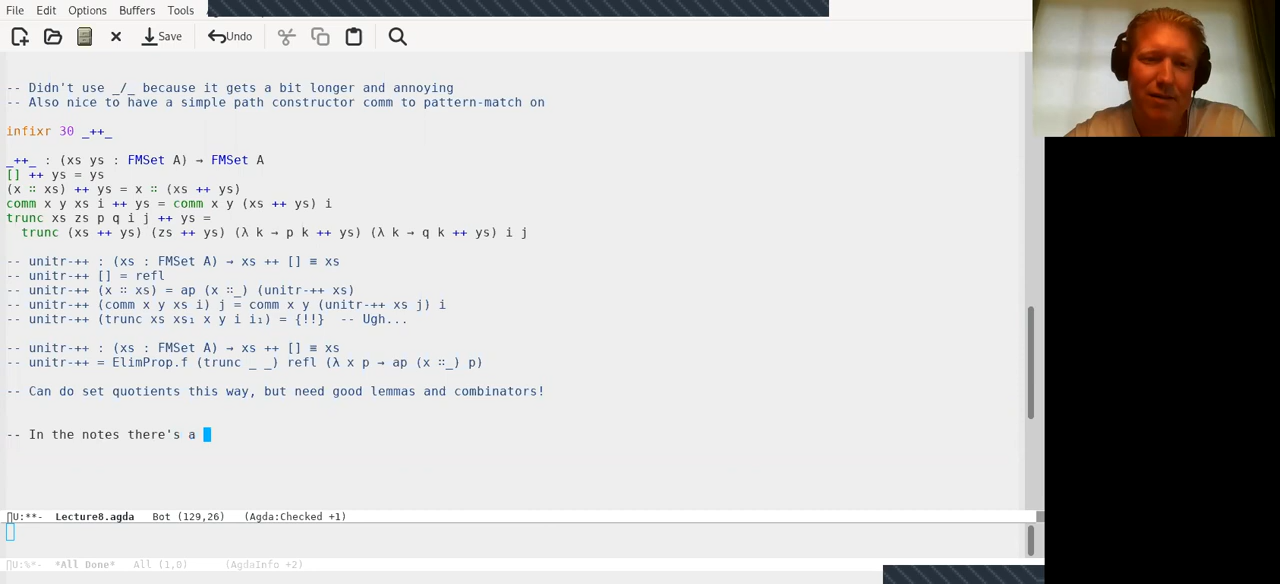 File Edit Options Buffers Tools
Save Undo
-- Didn't use _/_ because it gets a bit longer and annoying
-- Also nice to have a simple path constructor comm to pattern-match on
infixr 30 _++_
_++_ : (xs ys : FMSet A) → FMSet A
[] ++ ys = ys
(x ∷ xs) ++ ys = x ∷ (xs ++ ys)
comm x y xs i ++ ys = comm x y (xs ++ ys) i
trunc xs zs p q i j ++ ys =
  trunc (xs ++ ys) (zs ++ ys) (λ k → p k ++ ys) (λ k → q k ++ ys) i j
-- unitr-++ : (xs : FMSet A) → xs ++ [] ≡ xs
-- unitr-++ [] = refl
-- unitr-++ (x ∷ xs) = ap (x ∷_) (unitr-++ xs)
-- unitr-++ (comm x y xs i) j = comm x y (unitr-++ xs j) i
-- unitr-++ (trunc xs xs₁ x y i i₁) = {!!}  -- Ugh...
-- unitr-++ : (xs : FMSet A) → xs ++ [] ≡ xs
-- unitr-++ = ElimProp.f (trunc _ _) refl (λ x p → ap (x ∷_) p)
-- Can do set quotients this way, but need good lemmas and combinators!
-- In the notes there's a
U:**-  Lecture8.agda   Bot (129,26)   (Agda:Checked +1)
U:%*-  *All Done*   All (1,0)     (AgdaInfo +2)